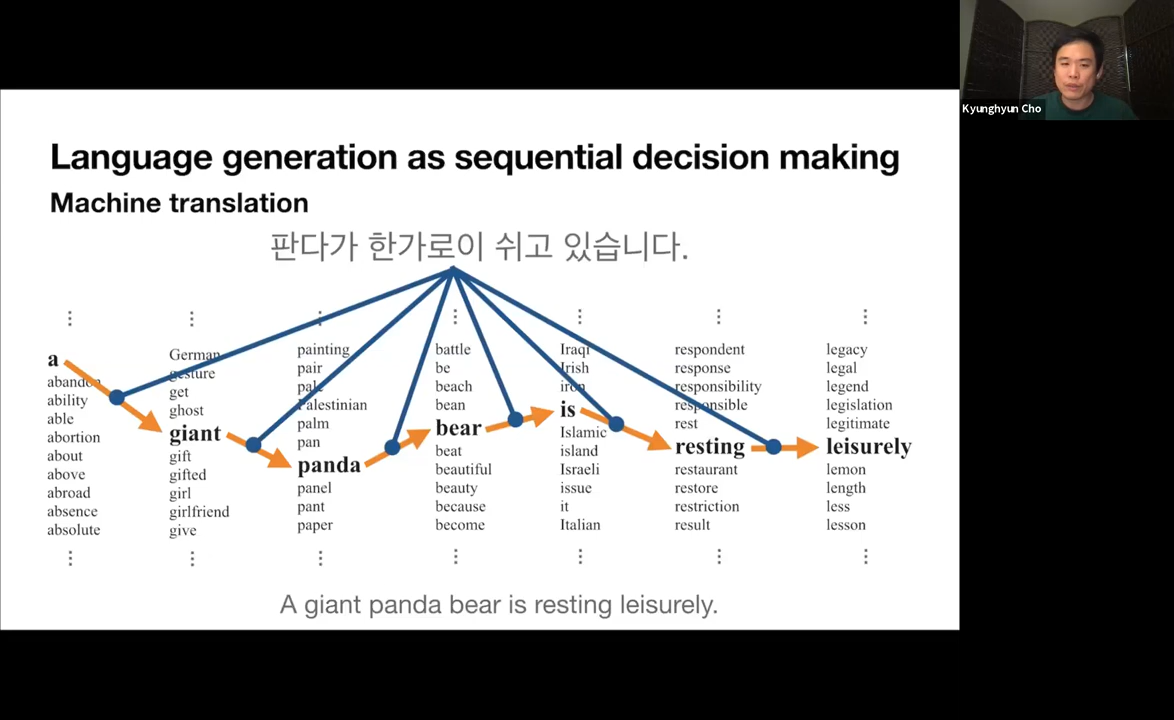 Kyunghyun Cho
Language generation as sequential decision making
Machine translation
판다가 한가로이 쉬고 있습니다.
a
abandon
ability
able
abortion
about
above
abroad
absence
absolute
German
gesture
get
ghost
giant
gift
gifted
girl
girlfriend
give
painting
pair
pale
Palestinian
palm
pan
panda
panel
pant
paper
battle
be
beach
bean
bear
beat
beautiful
beauty
because
become
Iraqi
Irish
iron
is
Islamic
island
Israeli
issue
it
Italian
respondent
response
responsibility
responsible
rest
resting
restaurant
restore
restriction
result
legacy
legal
legend
legislation
legitimate
leisurely
lemon
length
less
lesson
A giant panda bear is resting leisurely.